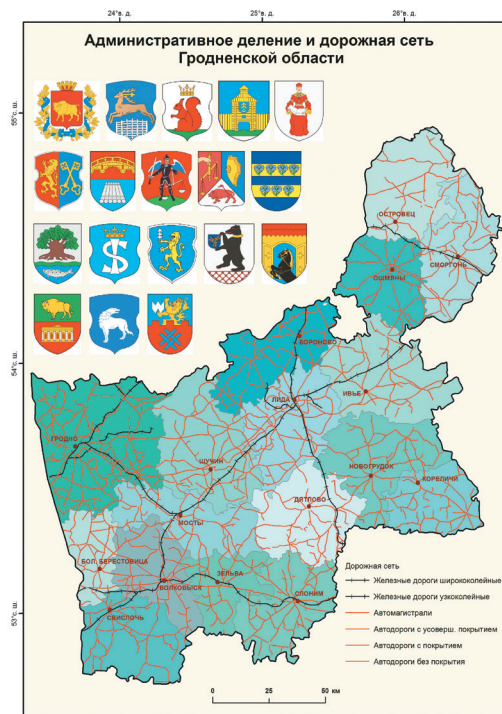 24°в. д.
25°в. д.
26°в. д.
Административное деление и дорожная сеть
Гродненской области
55°с. ш.
54°с. ш.
53°с. ш.
ОСТРОВЕЦ
СМОРГОНЬ
ОШМЯНЫ
ВОРОНОВО
ЛИДА
ИВЬЕ
ГРОДНО
ЩУЧИН
НОВОГРУДОК
КОРЕЛИЧИ
ДЯТЛОВО
МОСТЫ
БОЛ. БЕРЕСТОВИЦА
ЗЕЛЬВА
ВОЛКОВЫСК
СЛОНИМ
СВИСЛОЧЬ
Дорожная сеть
Железные дороги ширококолейные
Железные дороги узкоколейные
Автомагистрали
Автодороги с усоверш. покрытием
Автодороги с покрытием
Автодороги без покрытия
0 25 50 км